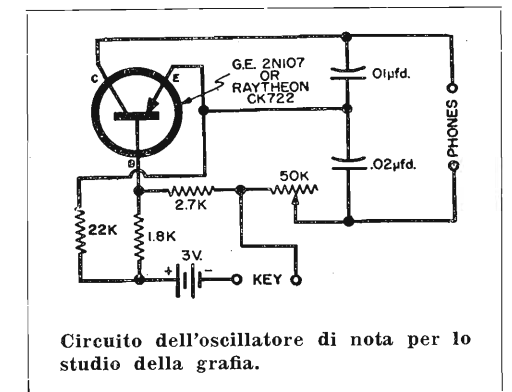 C
E
G.E. 2N107
OR
RAYTHEON
CK722
.01µfd.
PHONES
B
.02µfd.
50K
2.7K
22K
1.8K
3V.
+
-
KEY
Circuito dell'oscillatore di nota per lo
studio della grafia.